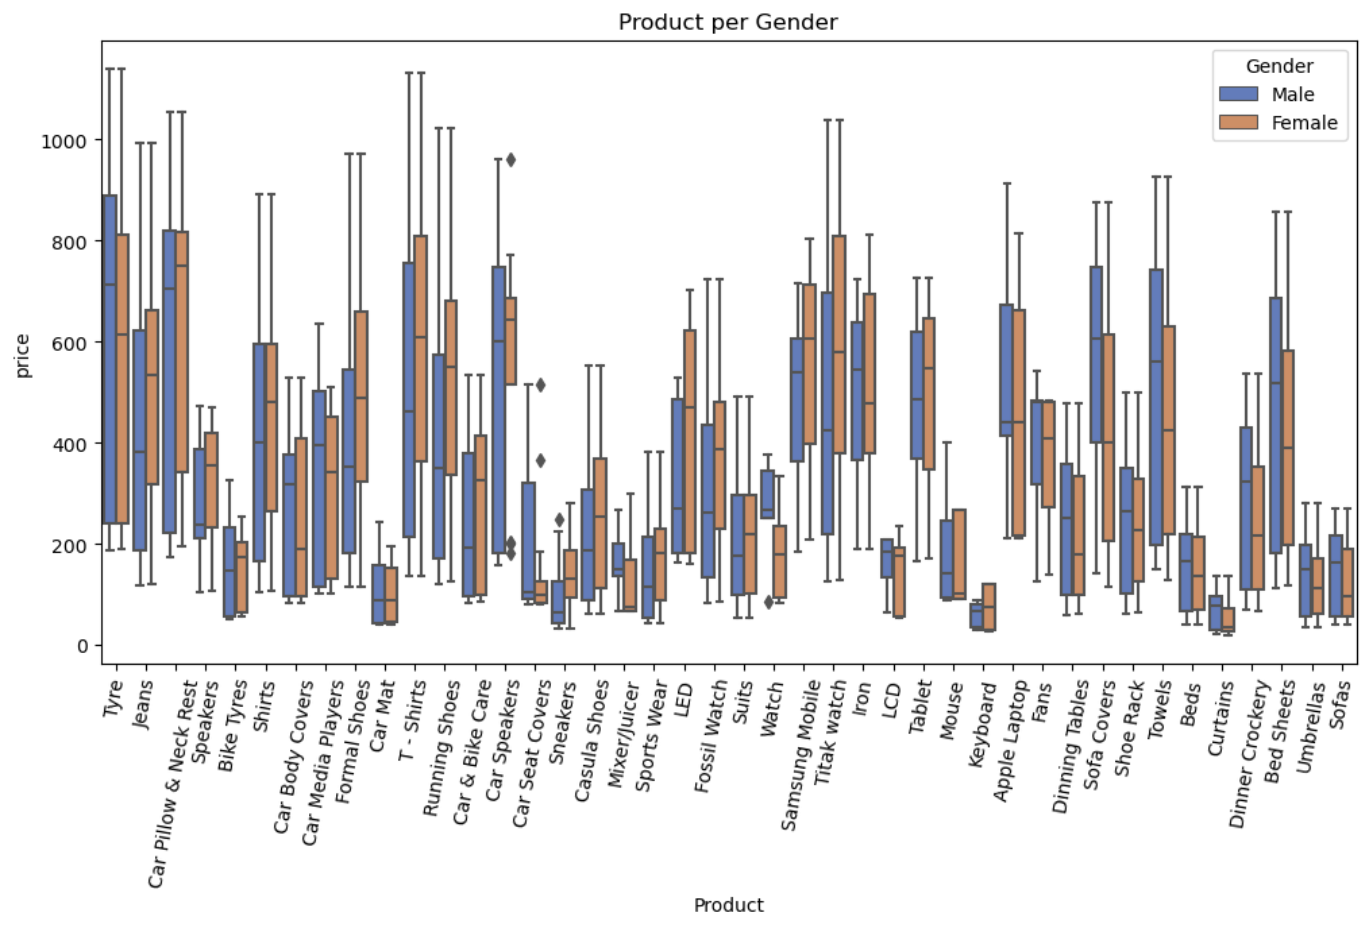 Product per Gender
Gender
Male
Female
1000
800
600
400
200
0
price
Tyre
Jeans
Car Pillow & Neck Rest
Speakers
Bike Tyres
Shirts
Car Body Covers
Car Media Players
Formal Shoes
Car Mat
T - Shirts
Running Shoes
Car & Bike Care
Car Speakers
Car Seat Covers
Sneakers
Casula Shoes
Mixer/Juicer
Sports Wear
LED
Fossil Watch
Suits
Watch
Samsung Mobile
Titak watch
Iron
LCD
Tablet
Mouse
Keyboard
Apple Laptop
Fans
Dinning Tables
Sofa Covers
Shoe Rack
Towels
Beds
Curtains
Dinner Crockery
Bed Sheets
Umbrellas
Sofas
Product